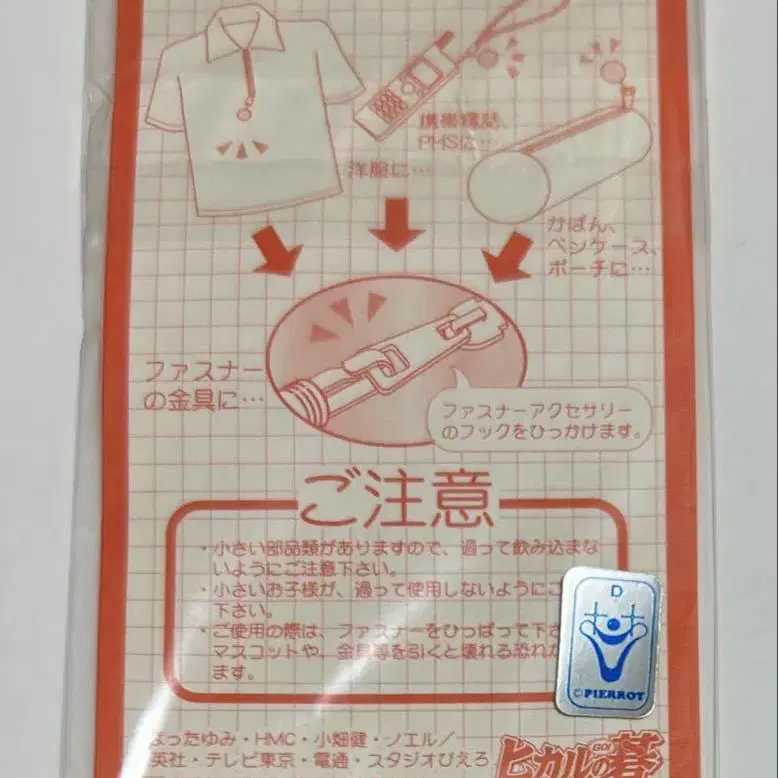 携帯電話、
PHSに…
洋服に…
かばん、
ペンケース、
ポーチに…
ファスナー
の金具に…
ファスナーアクセサリー
のフックをひっかけます。
ご注意
・小さい部品類がありますので、過って飲み込まな
いようにご注意下さい。
・小さいお子様が、過って使用しないようにご
下さい。
・ご使用の際は、ファスナーをひっぱって下さ
マスコットや、金具等を引くと壊れる恐れが
ます。
D
©PIERROT
ほったゆみ・HMC・小畑健・ノエル／
英社・テレビ東京・電通・スタジオぴえろ
ヒカルの碁
GO!